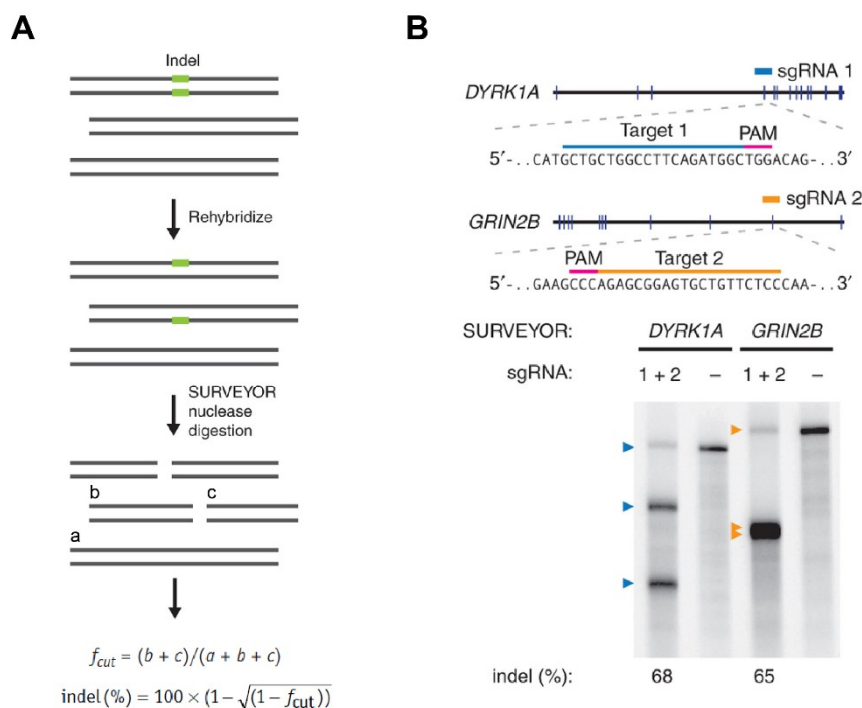 A
Indel
Rehybridize
SURVEYOR
nuclease
digestion
b
c
a
f_cut = (b + c)/(a + b + c)
indel (%) = 100 × (1−√(1− f_cut))
B
sgRNA 1
DYRK1A
Target 1 PAM
5′-..CATGCTGCTGGCCTTCAGATGGCTGGACAG-..3′
sgRNA 2
GRIN2B
PAM Target 2
5′-..GAAGCCCAGAGCGGAGTGCTGTTCTCCCAA-..3′
SURVEYOR: DYRK1A GRIN2B
sgRNA: 1 + 2 – 1 + 2 –
indel (%): 68 65